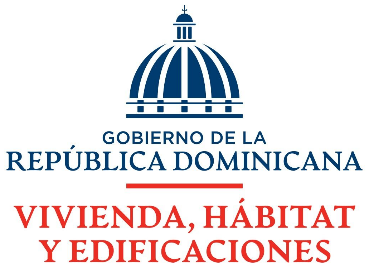 GOBIERNO DE LA
REPÚBLICA DOMINICANA
VIVIENDA, HÁBITAT
Y EDIFICACIONES